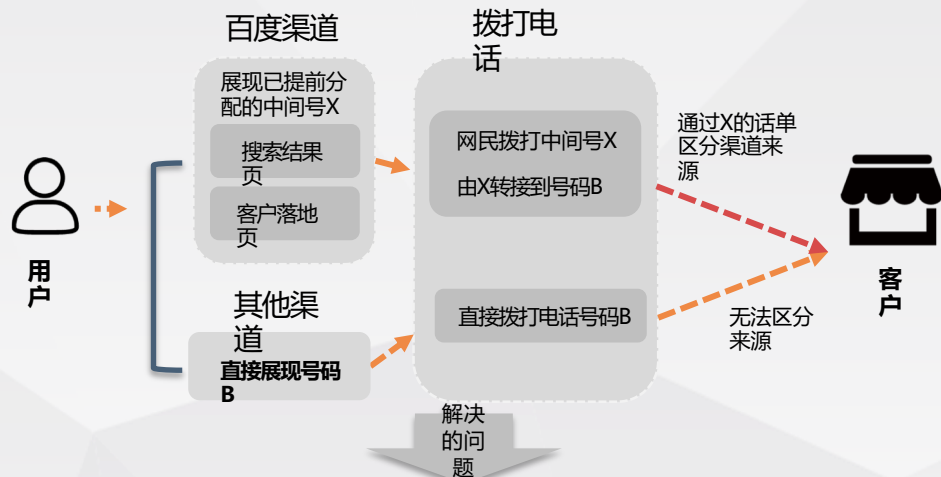 百度渠道
展现已提前分
配的中间号X
搜索结果
页
客户落地
页
其他渠
道
直接展现号码
B
拨打电
话
网民拨打中间号X
由X转接到号码B
直接拨打电话号码B
通过X的话单
区分渠道来
源
无法区分
来源
用
户
客
户
解决
的问
题